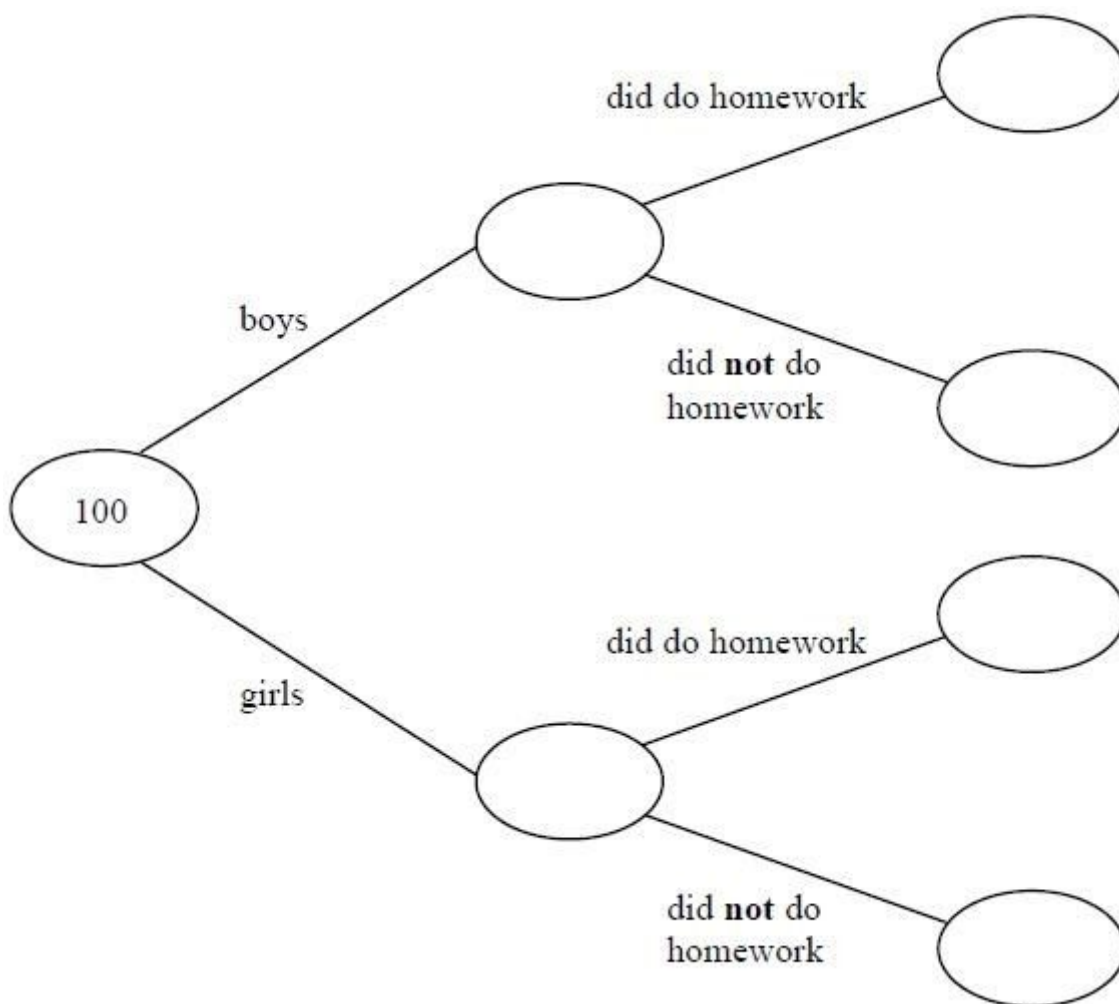 did do homework
boys
did not do
homework
100
did do homework
girls
did not do
homework